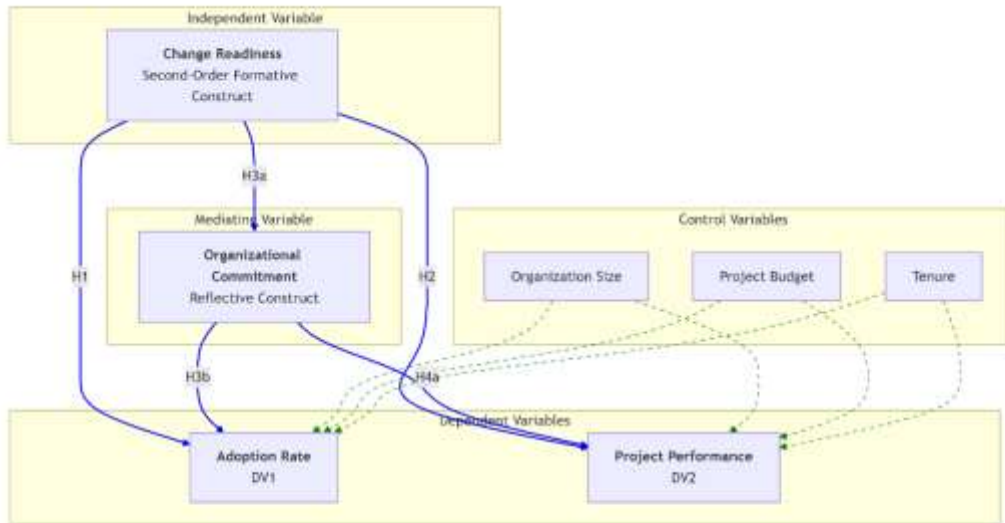 Independent Variable
Change Readiness
Second-Order Formative
Construct
H3a
Mediating Variable
Control Variables
Organizational
Commitment
Reflective Construct
Organization Size
Project Budget
Tenure
H1
H2
H3b
H4a
Dependent Variables
Adoption Rate
DV1
Project Performance
DV2